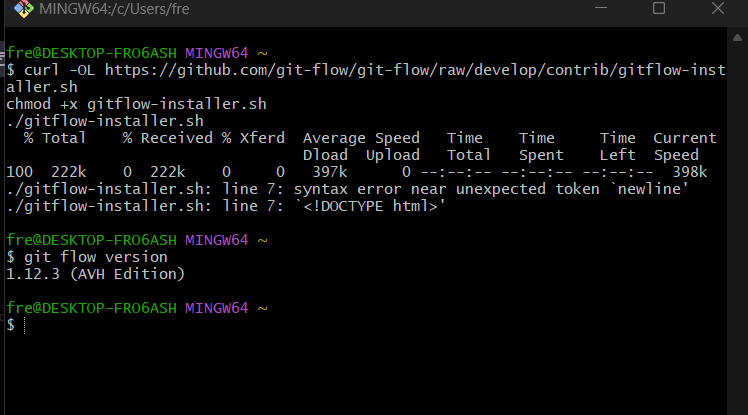 MINGW64:/c/Users/fre
fre@DESKTOP-FRO6ASH MINGW64 ~
$ curl -OL https://github.com/git-flow/git-flow/raw/develop/contrib/gitflow-inst
aller.sh
chmod +x gitflow-installer.sh
./gitflow-installer.sh
  % Total    % Received % Xferd  Average Speed   Time    Time     Time  Current
                                 Dload  Upload   Total   Spent    Left  Speed
100  222k    0  222k    0     0   397k      0 --:--:-- --:--:-- --:--:--  398k
./gitflow-installer.sh: line 7: syntax error near unexpected token `newline'
./gitflow-installer.sh: line 7: `<!DOCTYPE html>'
fre@DESKTOP-FRO6ASH MINGW64 ~
$ git flow version
1.12.3 (AVH Edition)
fre@DESKTOP-FRO6ASH MINGW64 ~
$